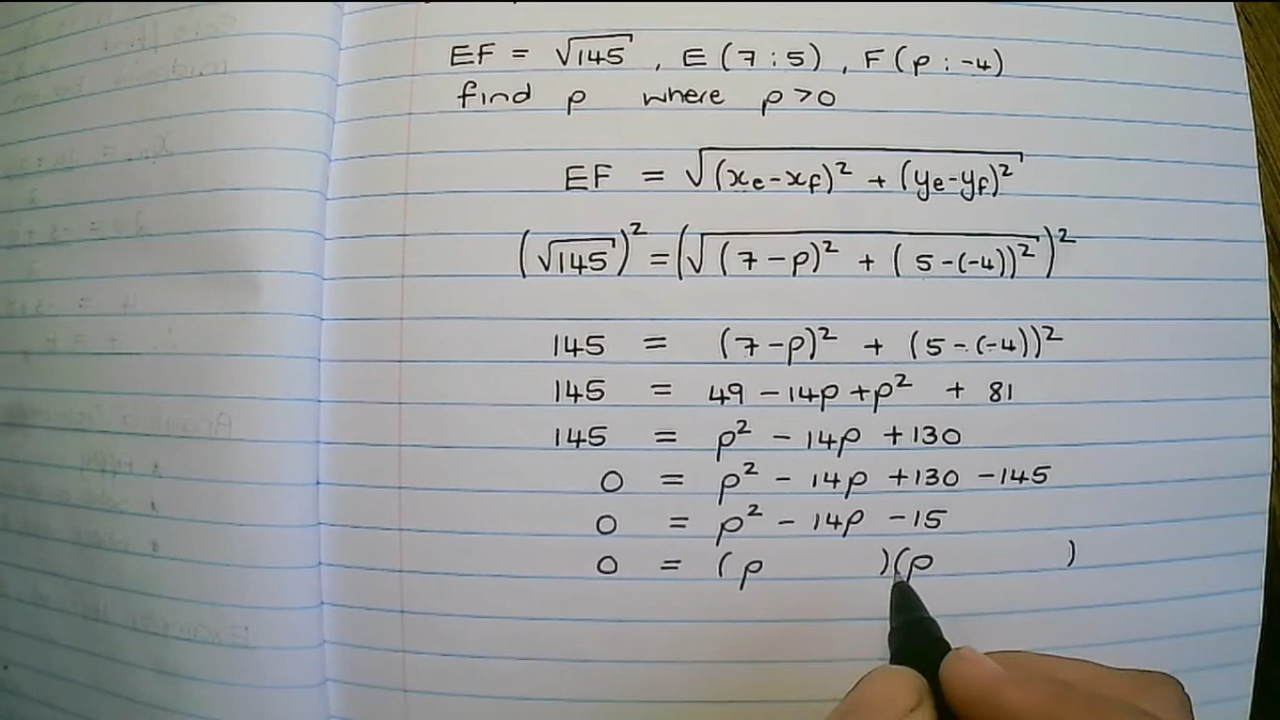 EF = √145 , E (7 : 5) , F (p : -4)
find p where p > 0
EF = √(xe - xf)² + (ye - yf)²
(√145)² = (√(7 - p)² + (5 - (-4))²)²
145 = (7 - p)² + (5 - (-4))²
145 = 49 - 14p + p² + 81
145 = p² - 14p + 130
0 = p² - 14p + 130 - 145
0 = p² - 14p - 15
0 = (p )(p )